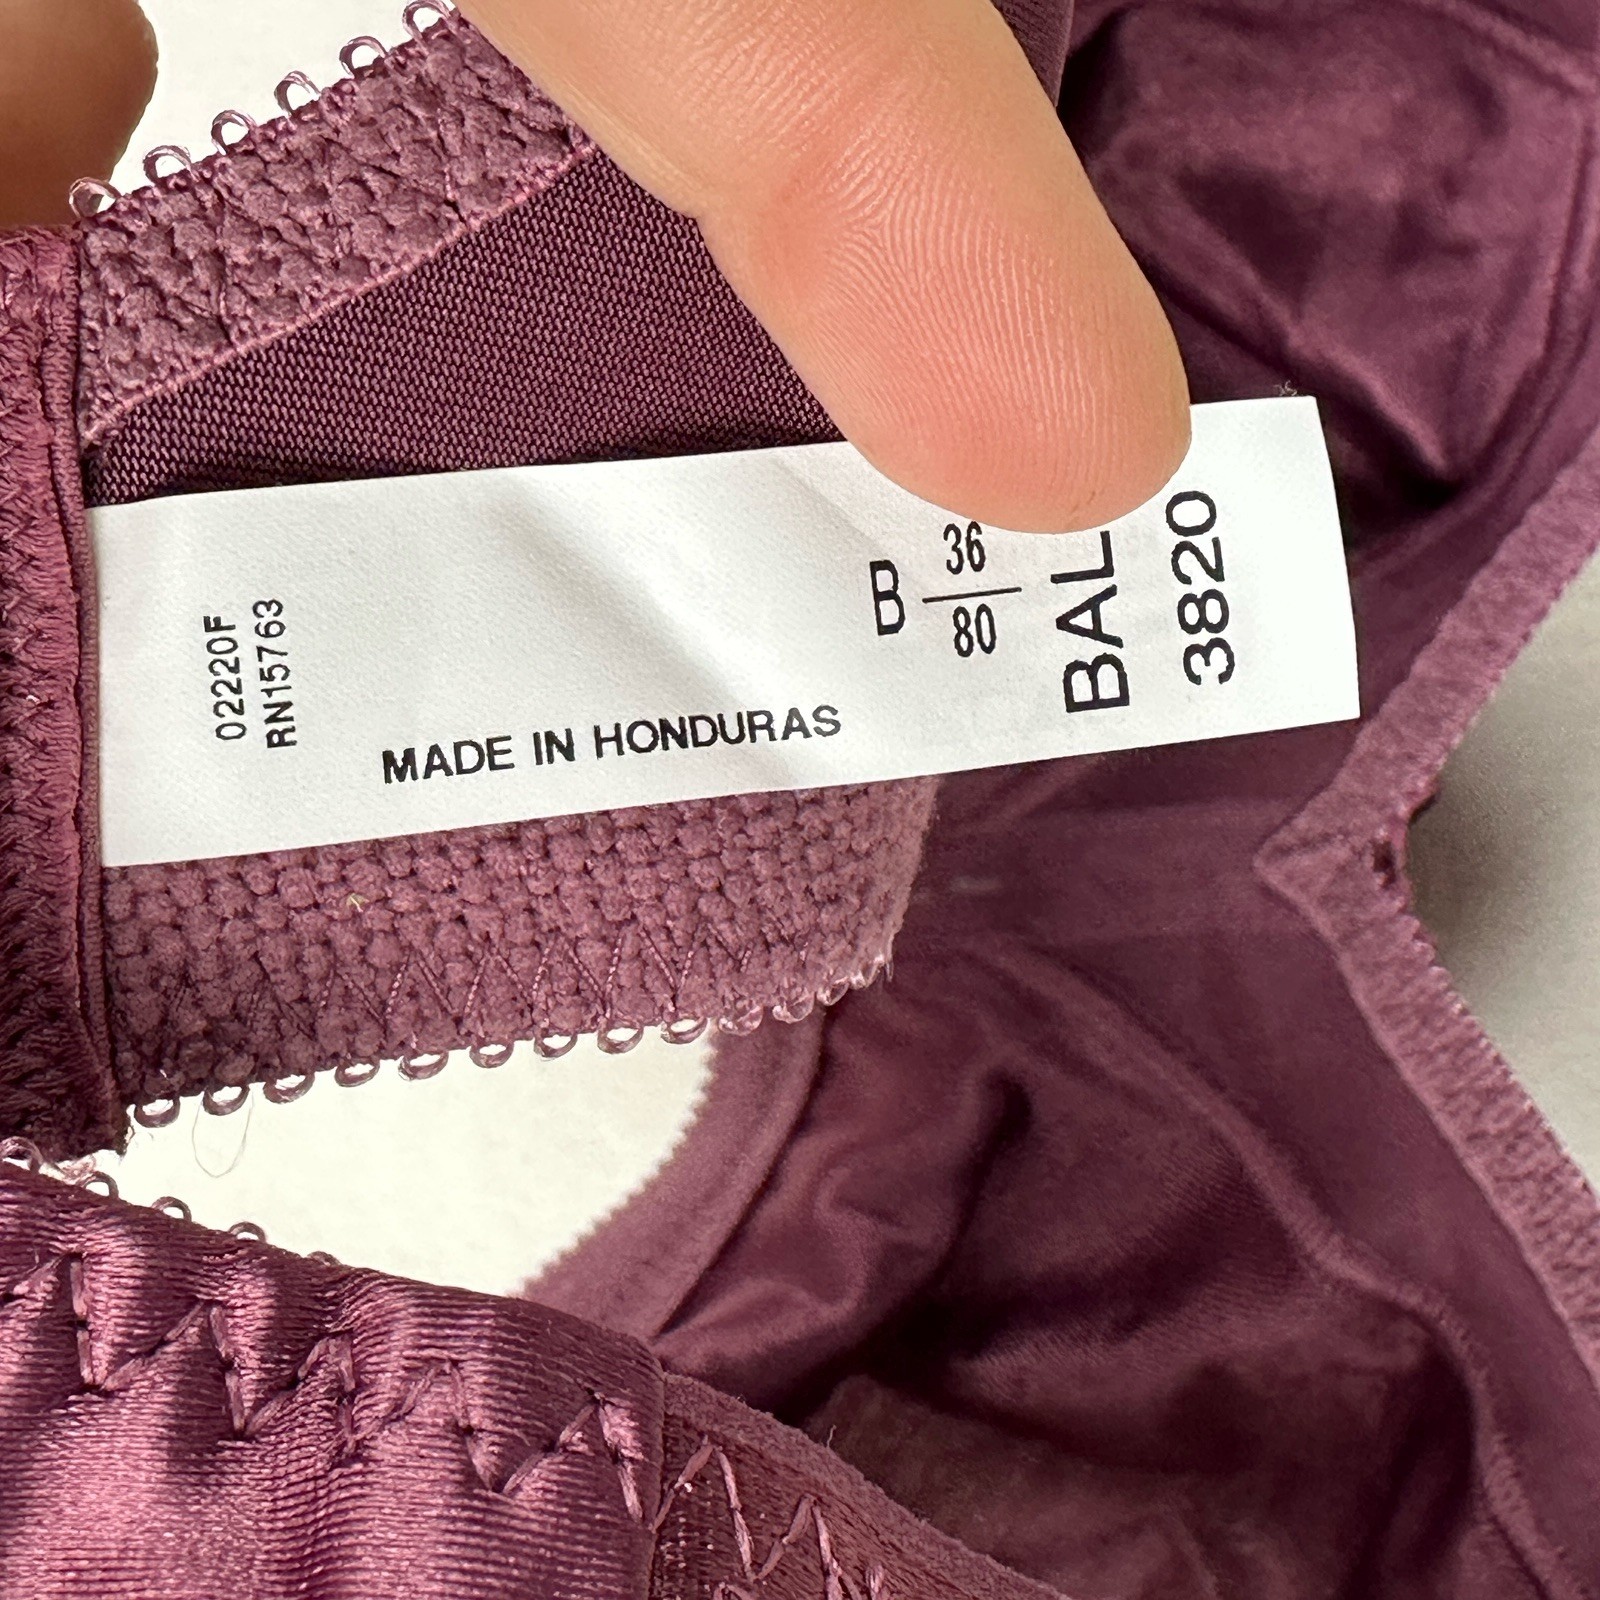 02220F
RN15763
MADE IN HONDURAS
B 36
80
BAL
3820